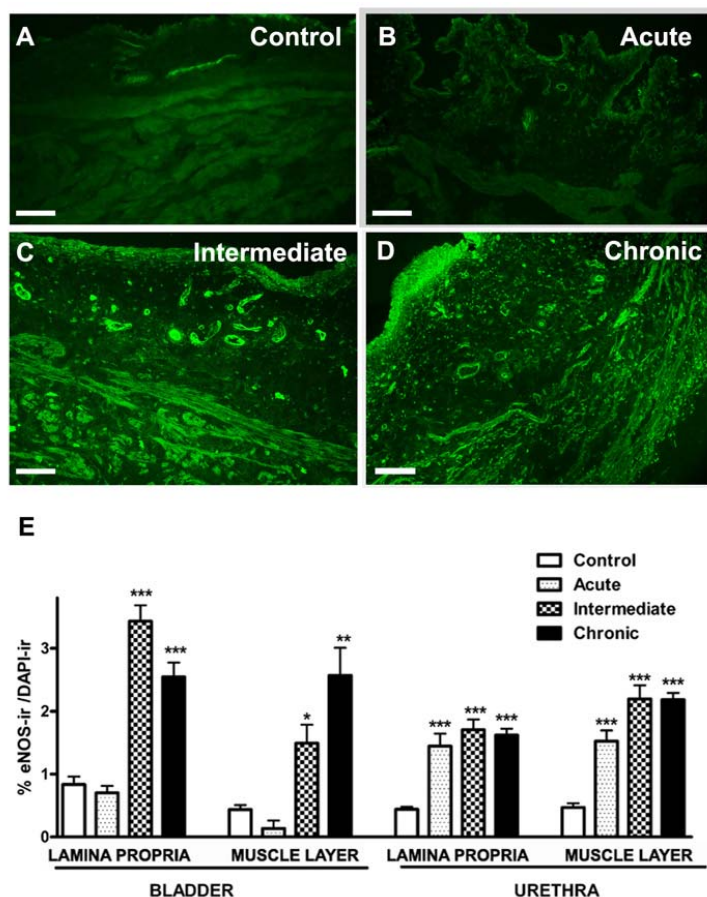 A Control
B Acute
C Intermediate
D Chronic
E
Control
Acute
Intermediate
Chronic
% eNOS-ir /DAPI-ir
3
2
1
0
***
***
*
**
***
***
***
***
***
***
LAMINA PROPRIA MUSCLE LAYER LAMINA PROPRIA MUSCLE LAYER
BLADDER URETHRA